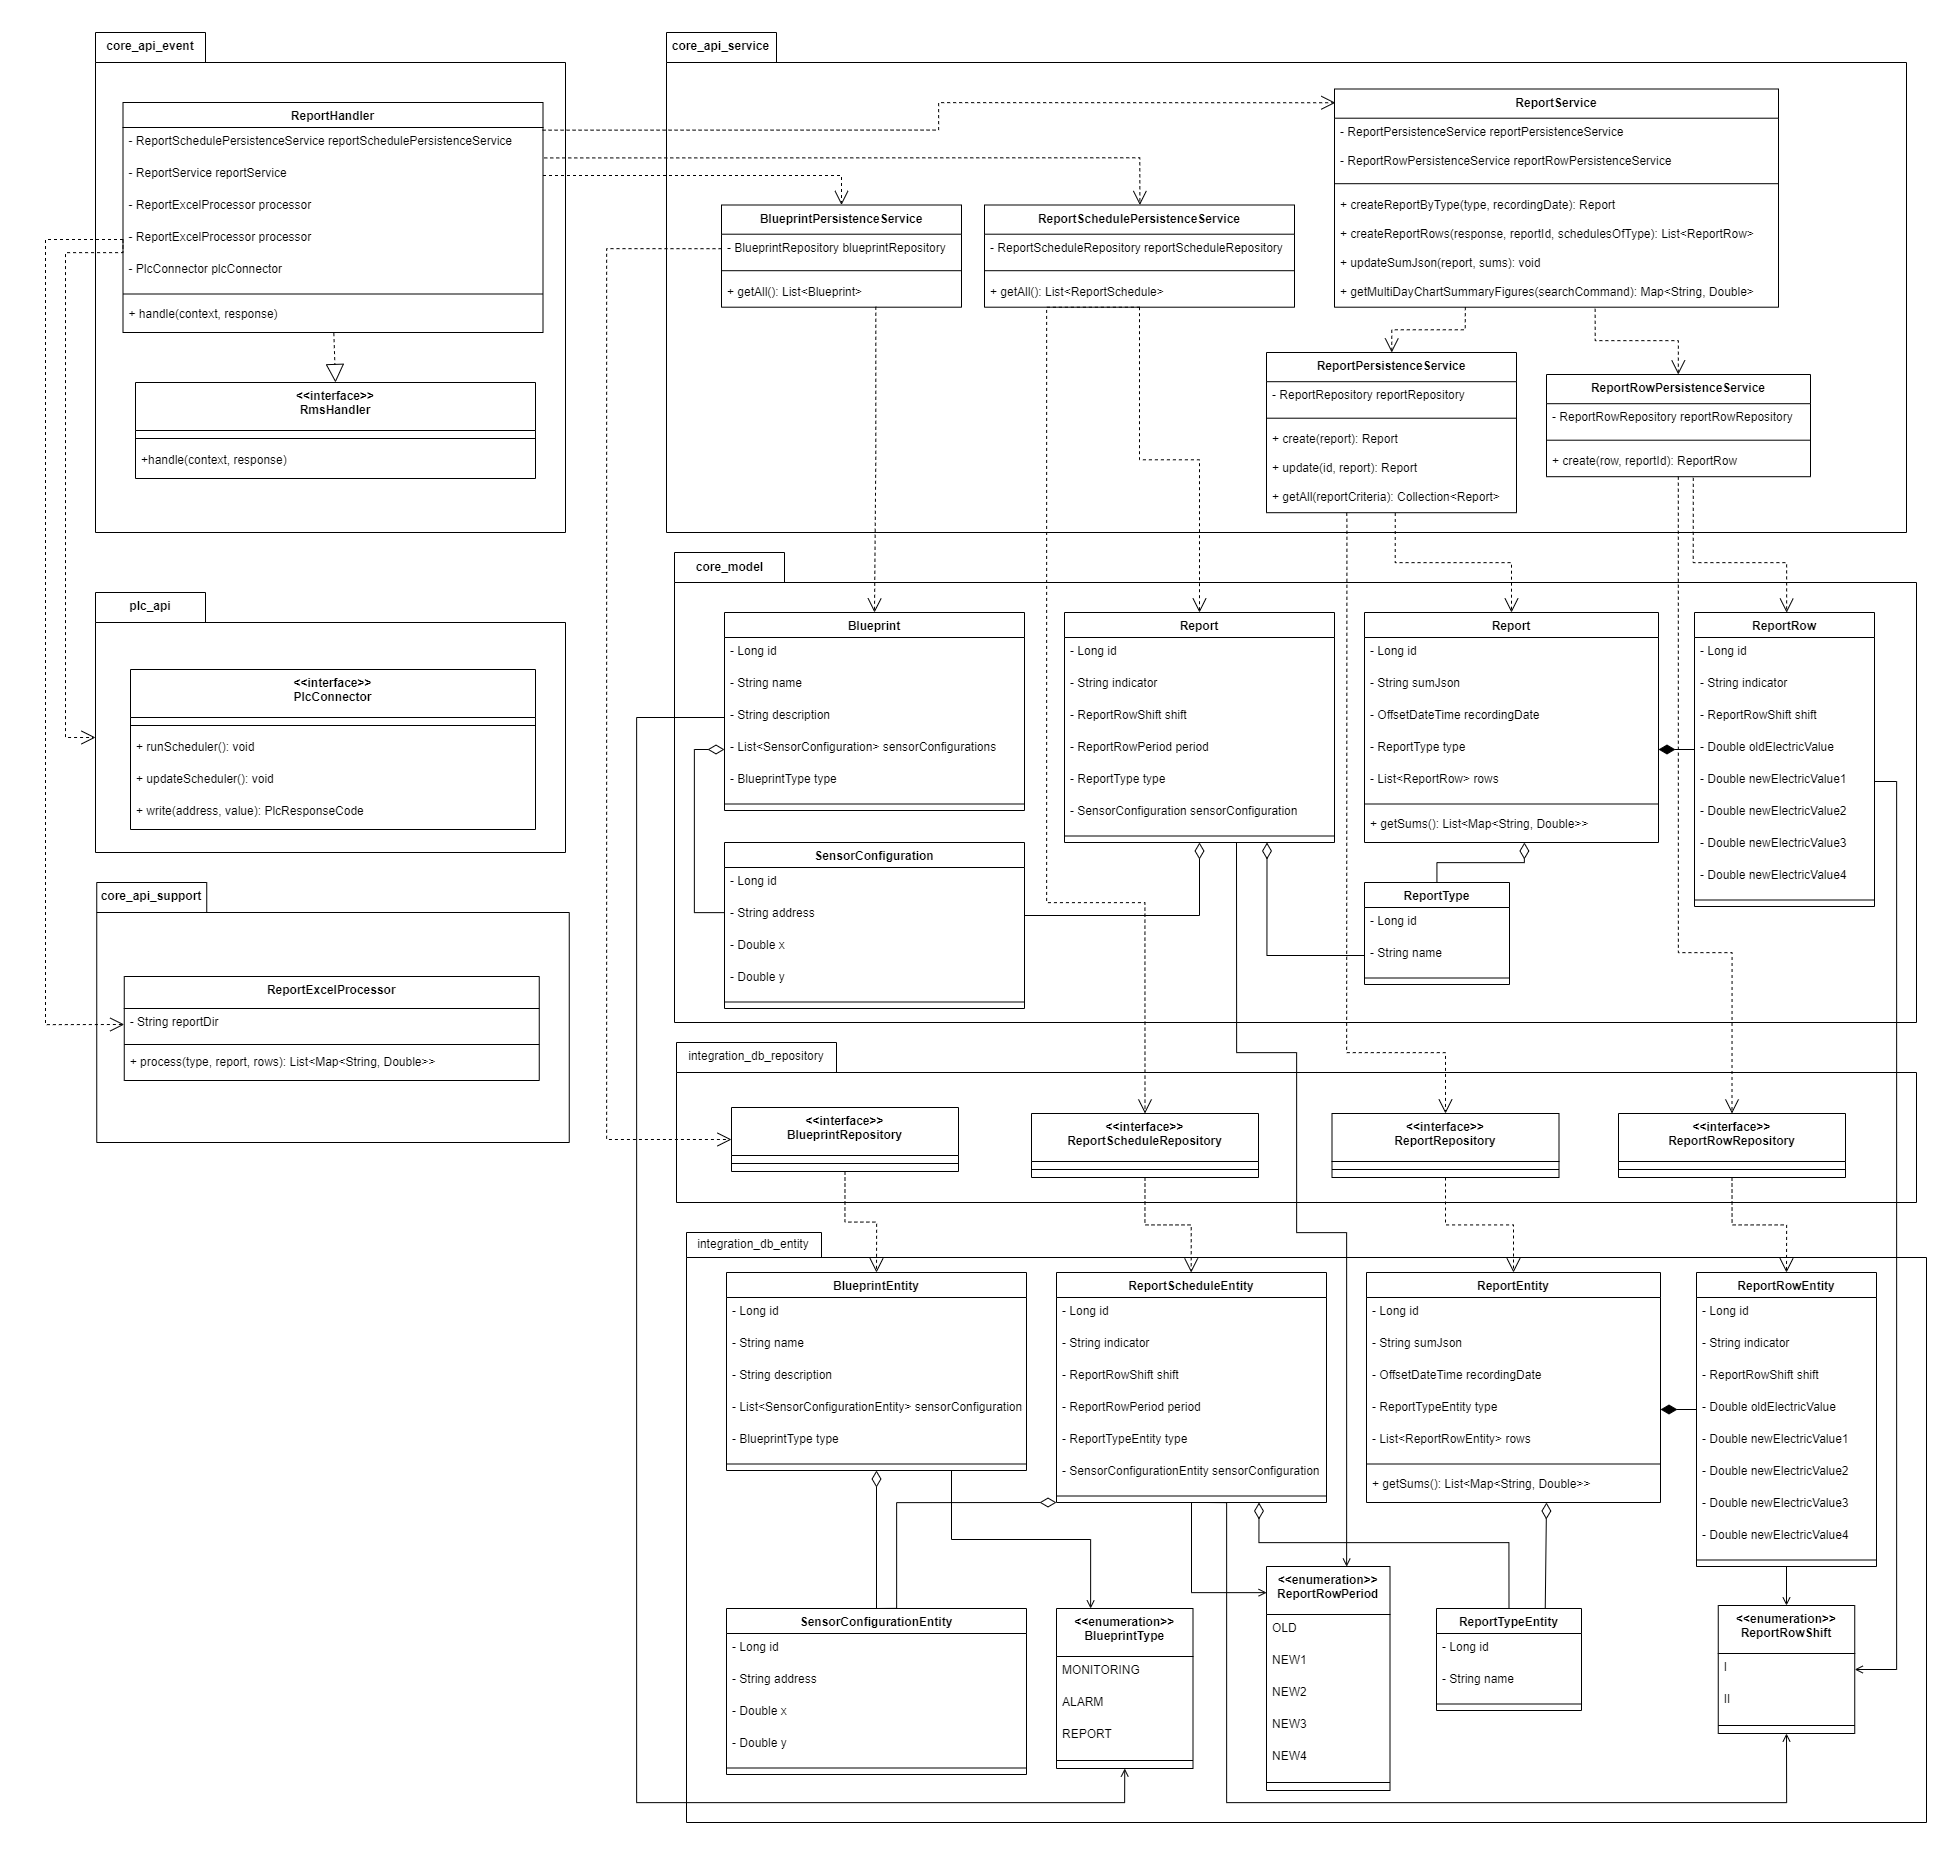 core_api_event
ReportHandler
- ReportSchedulePersistenceService reportSchedulePersistenceService
- ReportService reportService
- ReportExcelProcessor processor
- ReportExcelProcessor processor
- PlcConnector plcConnector
+ handle(context, response)
<<interface>>
RmsHandler
+handle(context, response)
plc_api
<<interface>>
PlcConnector
+ runScheduler(): void
+ updateScheduler(): void
+ write(address, value): PlcResponseCode
core_api_support
ReportExcelProcessor
- String reportDir
+ process(type, report, rows): List<Map<String, Double>>
core_api_service
BlueprintPersistenceService
- BlueprintRepository blueprintRepository
+ getAll(): List<Blueprint>
ReportSchedulePersistenceService
- ReportScheduleRepository reportScheduleRepository
+ getAll(): List<ReportSchedule>
ReportService
- ReportPersistenceService reportPersistenceService
- ReportRowPersistenceService reportRowPersistenceService
+ createReportByType(type, recordingDate): Report
+ createReportRows(response, reportId, schedulesOfType): List<ReportRow>
+ updateSumJson(report, sums): void
+ getMultiDayChartSummaryFigures(searchCommand): Map<String, Double>
ReportPersistenceService
- ReportRepository reportRepository
+ create(report): Report
+ update(id, report): Report
+ getAll(reportCriteria): Collection<Report>
ReportRowPersistenceService
- ReportRowRepository reportRowRepository
+ create(row, reportId): ReportRow
core_model
Blueprint
- Long id
- String name
- String description
- List<SensorConfiguration> sensorConfigurations
- BlueprintType type
SensorConfiguration
- Long id
- String address
- Double x
- Double y
Report
- Long id
- String indicator
- ReportRowShift shift
- ReportRowPeriod period
- ReportType type
- SensorConfiguration sensorConfiguration
Report
- Long id
- String sumJson
- OffsetDateTime recordingDate
- ReportType type
- List<ReportRow> rows
+ getSums(): List<Map<String, Double>>
ReportType
- Long id
- String name
ReportRow
- Long id
- String indicator
- ReportRowShift shift
- Double oldElectricValue
- Double newElectricValue1
- Double newElectricValue2
- Double newElectricValue3
- Double newElectricValue4
integration_db_repository
<<interface>>
BlueprintRepository
<<interface>>
ReportScheduleRepository
<<interface>>
ReportRepository
<<interface>>
ReportRowRepository
integration_db_entity
BlueprintEntity
- Long id
- String name
- String description
- List<SensorConfigurationEntity> sensorConfiguration
- BlueprintType type
ReportScheduleEntity
- Long id
- String indicator
- ReportRowShift shift
- ReportRowPeriod period
- ReportTypeEntity type
- SensorConfigurationEntity sensorConfiguration
ReportEntity
- Long id
- String sumJson
- OffsetDateTime recordingDate
- ReportTypeEntity type
- List<ReportRowEntity> rows
+ getSums(): List<Map<String, Double>>
ReportRowEntity
- Long id
- String indicator
- ReportRowShift shift
- Double oldElectricValue
- Double newElectricValue1
- Double newElectricValue2
- Double newElectricValue3
- Double newElectricValue4
SensorConfigurationEntity
- Long id
- String address
- Double x
- Double y
<<enumeration>>
BlueprintType
MONITORING
ALARM
REPORT
<<enumeration>>
ReportRowPeriod
OLD
NEW1
NEW2
NEW3
NEW4
ReportTypeEntity
- Long id
- String name
<<enumeration>>
ReportRowShift
I
II